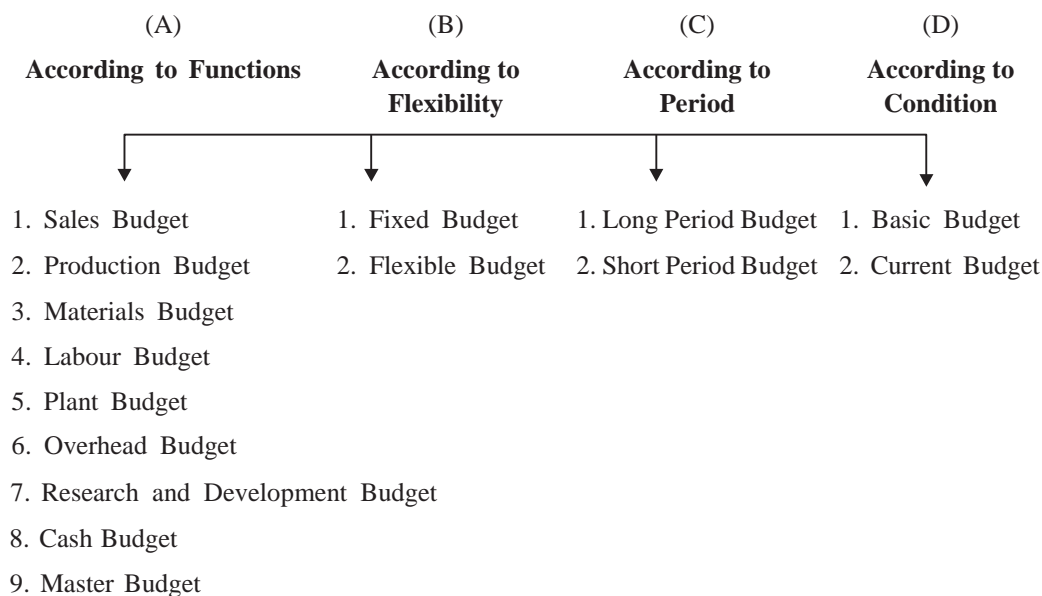 (A)
According to Functions
1. Sales Budget
2. Production Budget
3. Materials Budget
4. Labour Budget
5. Plant Budget
6. Overhead Budget
7. Research and Development Budget
8. Cash Budget
9. Master Budget
(B)
According to
Flexibility
1. Fixed Budget
2. Flexible Budget
(C)
According to
Period
1. Long Period Budget
2. Short Period Budget
(D)
According to
Condition
1. Basic Budget
2. Current Budget